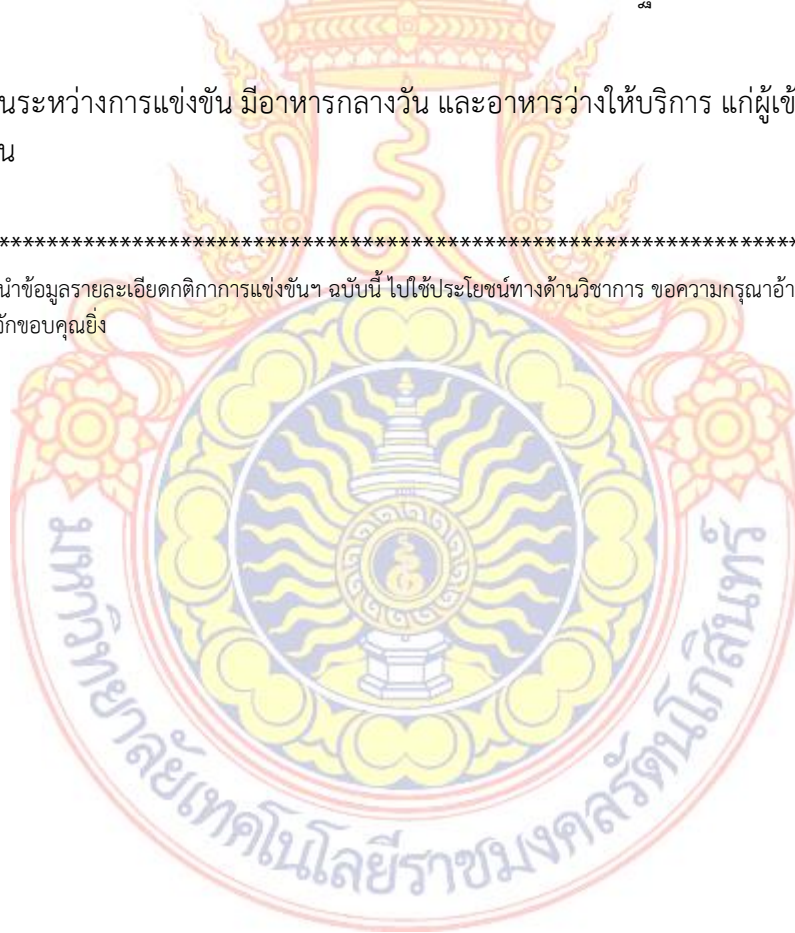 นระหว่างการแข่งขัน มีอาหารกลางวัน และอาหารว่างให้บริการ แก่ผู้เข้
น
**********************************************************************
นำข้อมูลรายละเอียดกติกาการแข่งขันฯ ฉบับนี้ ไปใช้ประโยชน์ทางด้านวิชาการ ขอความกรุณาอ้า
จักขอบคุณยิ่ง
มหาวิทยาลัยเทคโนโลยีราชมงคลรัตนโกสินทร์